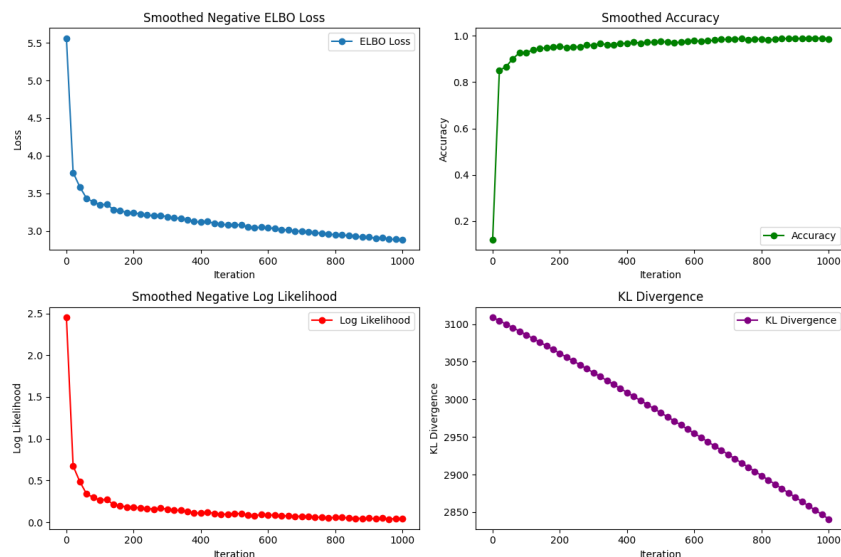 Smoothed Negative ELBO Loss
5.5
5.0
4.5
4.0
3.5
3.0
Loss
ELBO Loss
0
200
400
600
800
1000
Iteration
Smoothed Accuracy
1.0
0.8
0.6
0.4
0.2
Accuracy
Accuracy
0
200
400
600
800
1000
Iteration
Smoothed Negative Log Likelihood
2.5
2.0
1.5
1.0
0.5
0.0
Log Likelihood
Log Likelihood
0
200
400
600
800
1000
Iteration
KL Divergence
3100
3050
3000
2950
2900
2850
KL Divergence
KL Divergence
0
200
400
600
800
1000
Iteration